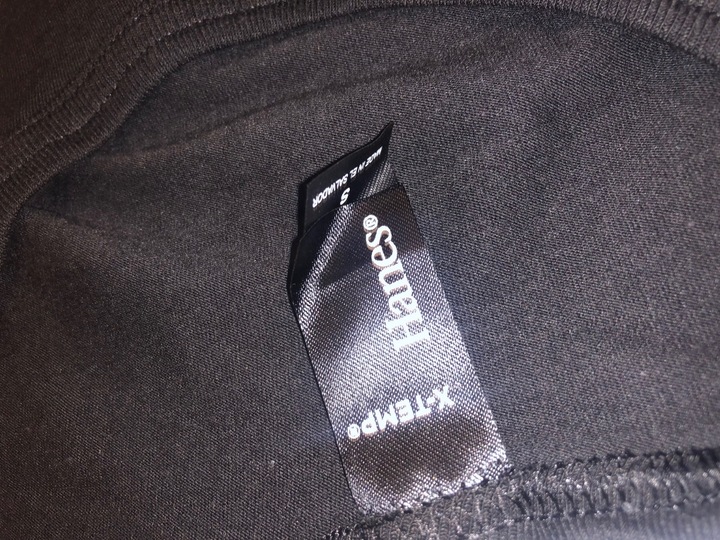 Hanes®
X-TEMP®
S
MADE IN EL SALVADOR